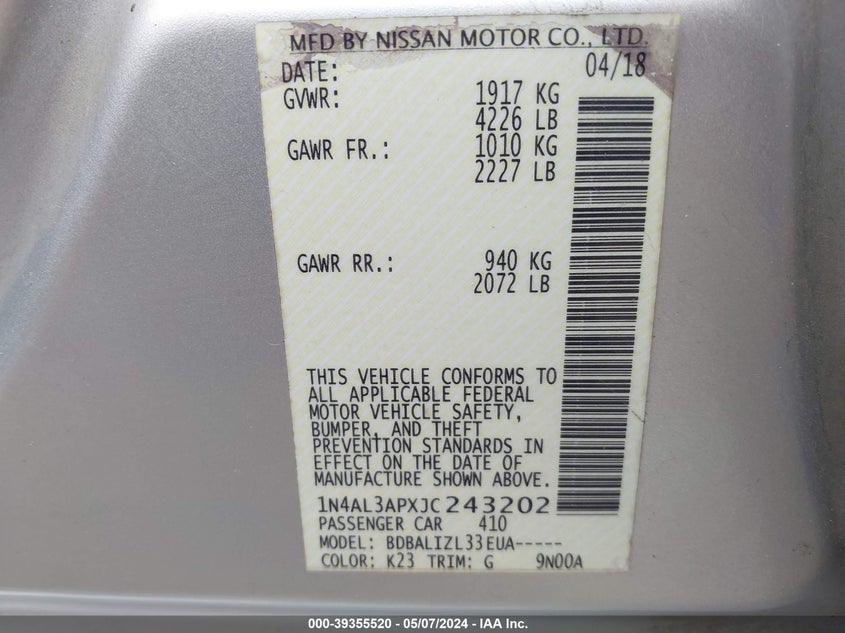 MFD BY NISSAN MOTOR CO., LTD.
DATE: 04/18
GVWR: 1917 KG
4226 LB
GAWR FR.: 1010 KG
2227 LB
GAWR RR.: 940 KG
2072 LB
THIS VEHICLE CONFORMS TO
ALL APPLICABLE FEDERAL
MOTOR VEHICLE SAFETY,
BUMPER, AND THEFT
PREVENTION STANDARDS IN
EFFECT ON THE DATE OF
MANUFACTURE SHOWN ABOVE.
1N4AL3APXJC243202
PASSENGER CAR 410
MODEL: BDBALIZL33EUA-----
COLOR: K23 TRIM: G 9N00A
000-39355520 - 05/07/2024 - IAA Inc.